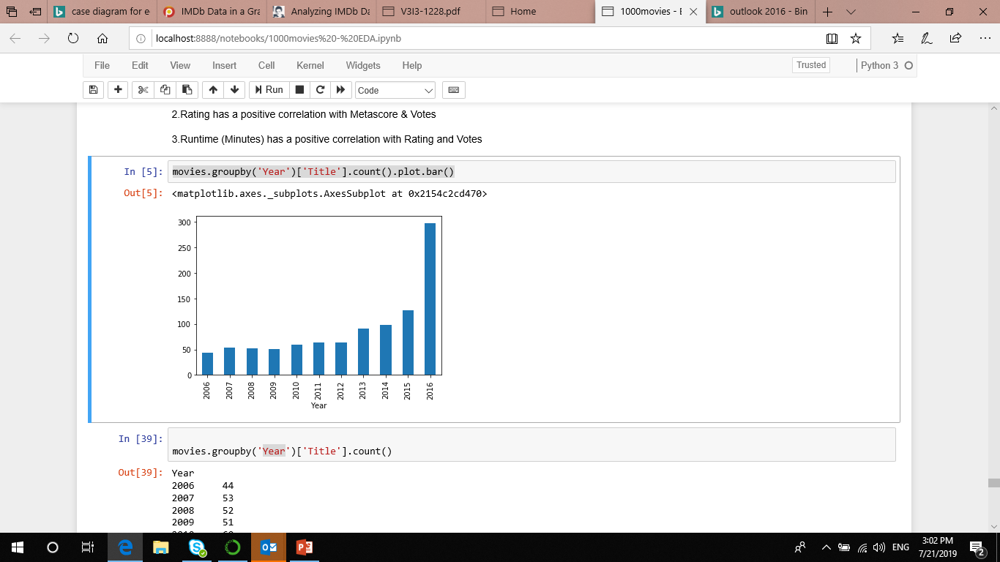 case diagram for e
IMDb Data in a Gra
Analyzing IMDb Da
V3I3-1228.pdf
Home
1000movies - E
outlook 2016 - Bin
localhost:8888/notebooks/1000movies%20-%20EDA.ipynb
File Edit View Insert Cell Kernel Widgets Help Trusted Python 3
Run Code
2.Rating has a positive correlation with Metascore & Votes
3.Runtime (Minutes) has a positive correlation with Rating and Votes
In [5]: movies.groupby('Year')['Title'].count().plot.bar()
Out[5]: <matplotlib.axes._subplots.AxesSubplot at 0x2154c2cd470>
300
250
200
150
100
50
0
2006 2007 2008 2009 2010 2011 2012 2013 2014 2015 2016
Year
In [39]:
movies.groupby('Year')['Title'].count()
Out[39]: Year
2006 44
2007 53
2008 52
2009 51
ENG
3:02 PM
7/21/2019
2